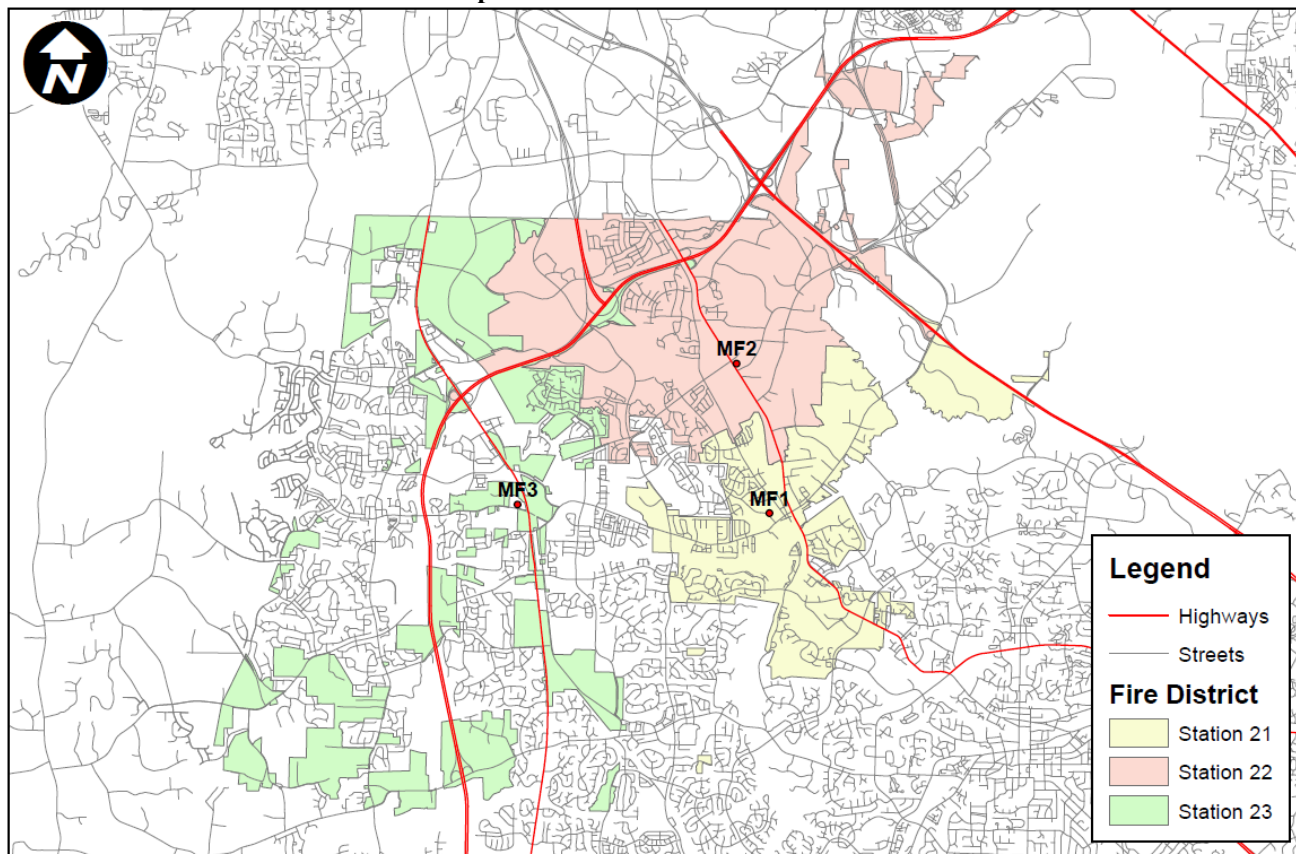 N
MF2
MF3
MF1
Legend
Highways
Streets
Fire District
Station 21
Station 22
Station 23